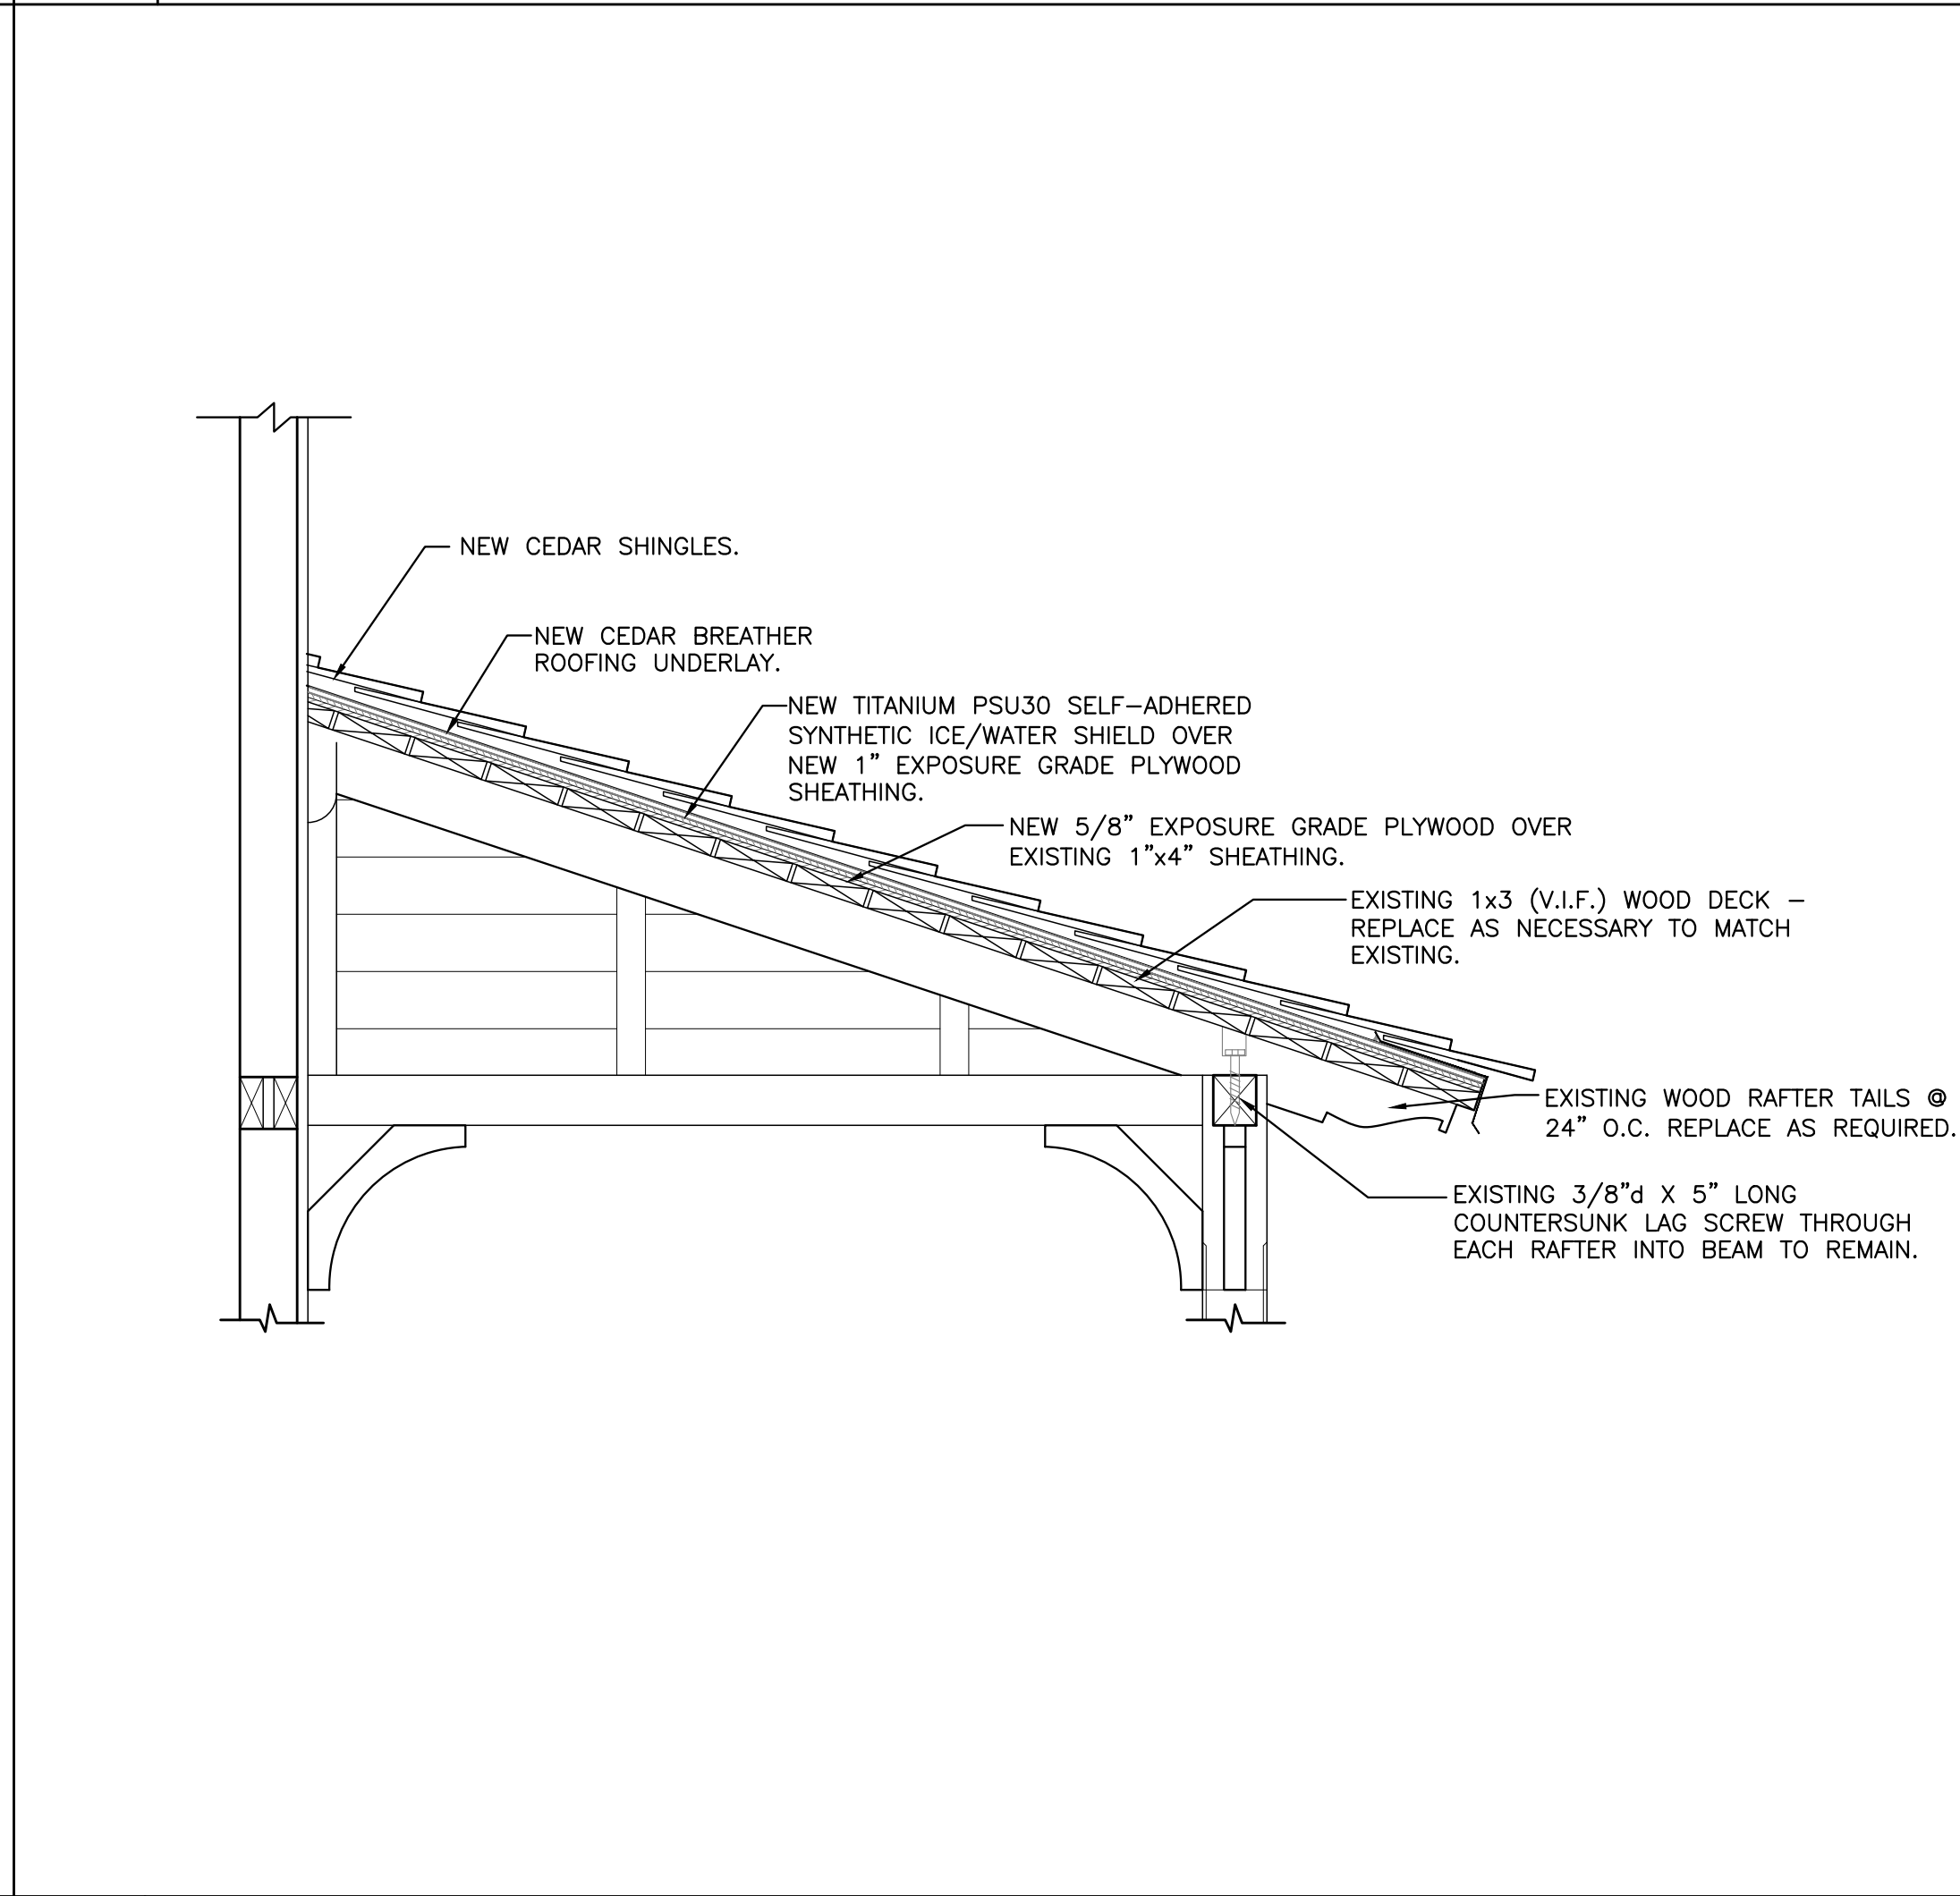 NEW CEDAR SHINGLES.
NEW CEDAR BREATHER
ROOFING UNDERLAY.
NEW TITANIUM PSU30 SELF-ADHERED
SYNTHETIC ICE/WATER SHIELD OVER
NEW 1" EXPOSURE GRADE PLYWOOD
SHEATHING.
NEW 5/8" EXPOSURE GRADE PLYWOOD OVER
EXISTING 1"x4" SHEATHING.
EXISTING 1x3 (V.I.F.) WOOD DECK -
REPLACE AS NECESSARY TO MATCH
EXISTING.
EXISTING WOOD RAFTER TAILS @
24" O.C. REPLACE AS REQUIRED.
EXISTING 3/8"d X 5" LONG
COUNTERSUNK LAG SCREW THROUGH
EACH RAFTER INTO BEAM TO REMAIN.